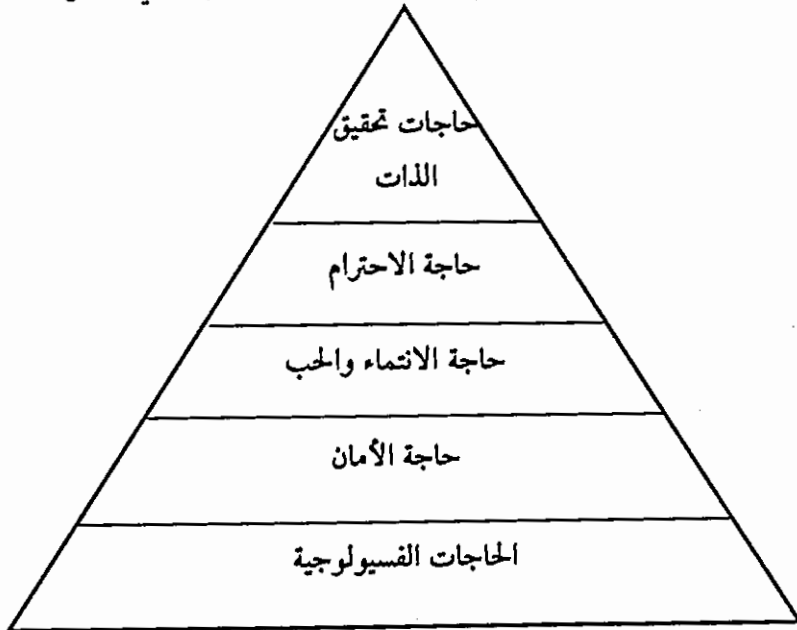 حاجات تحقيق
الذات
حاجة الاحترام
حاجة الانتماء والحب
حاجة الأمان
الحاجات الفسيولوجية